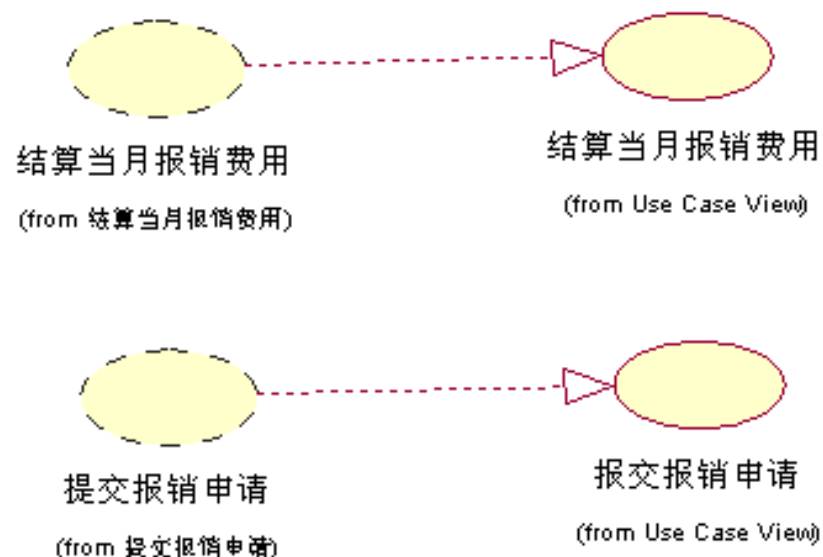 结算当月报销费用
结算当月报销费用
(from 结算当月报销费用)
(from Use Case View)
提交报销申请
报交报销申请
(from 提交报销申请)
(from Use Case View)